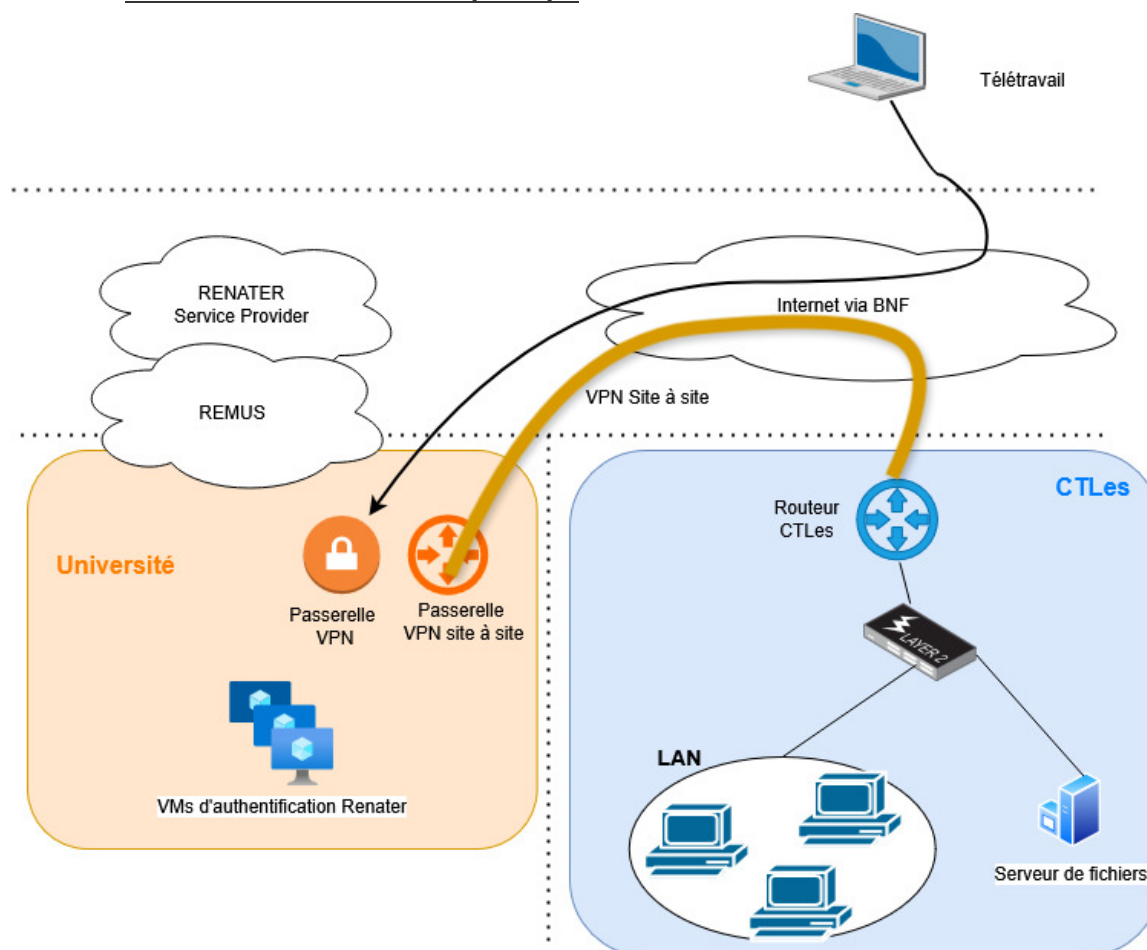 Télétravail
RENATER
Service Provider
Internet via BNF
REMUS
VPN Site à site
Université
CTLes
Routeur
CTLes
Passerelle
VPN
Passerelle
VPN site à site
LAYER 2
VMs d'authentification Renater
LAN
Serveur de fichiers